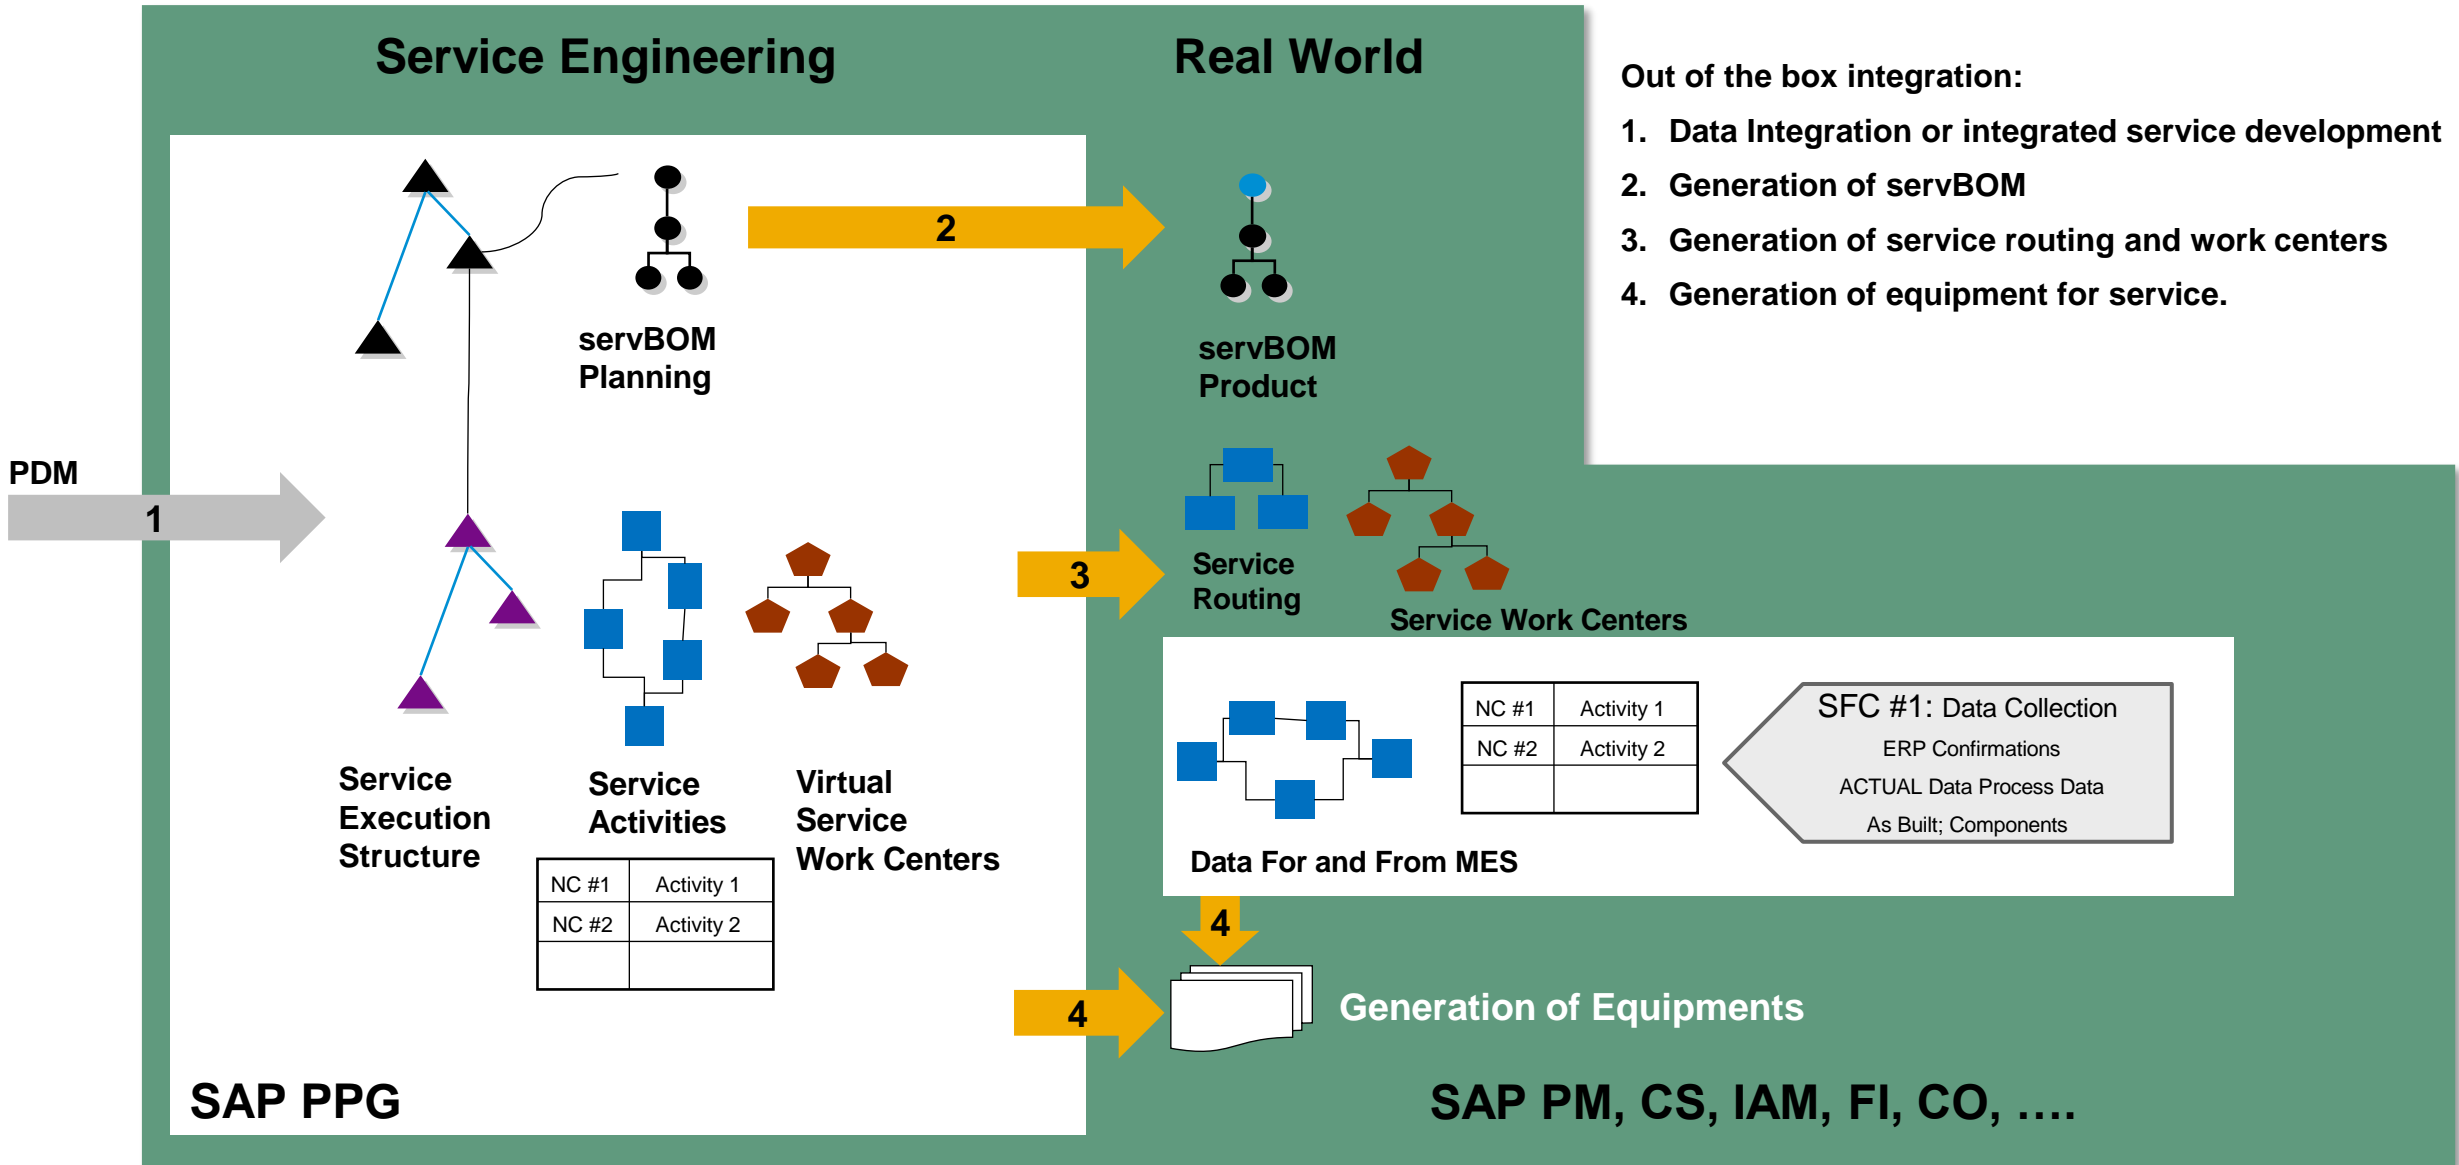 Service Engineering
Real World
Out of the box integration:
1. Data Integration or integrated service development
2. Generation of servBOM
3. Generation of service routing and work centers
4. Generation of equipment for service.
2
servBOM
Planning
servBOM
Product
PDM
1
3
Service
Routing
Service Work Centers
Service
Execution
Structure
Service
Activities
Virtual
Service
Work Centers
NC #1 Activity 1
NC #2 Activity 2
NC #1 Activity 1
NC #2 Activity 2
SFC #1: Data Collection
ERP Confirmations
ACTUAL Data Process Data
As Built; Components
Data For and From MES
4
4
Generation of Equipments
SAP PPG
SAP PM, CS, IAM, FI, CO, ….